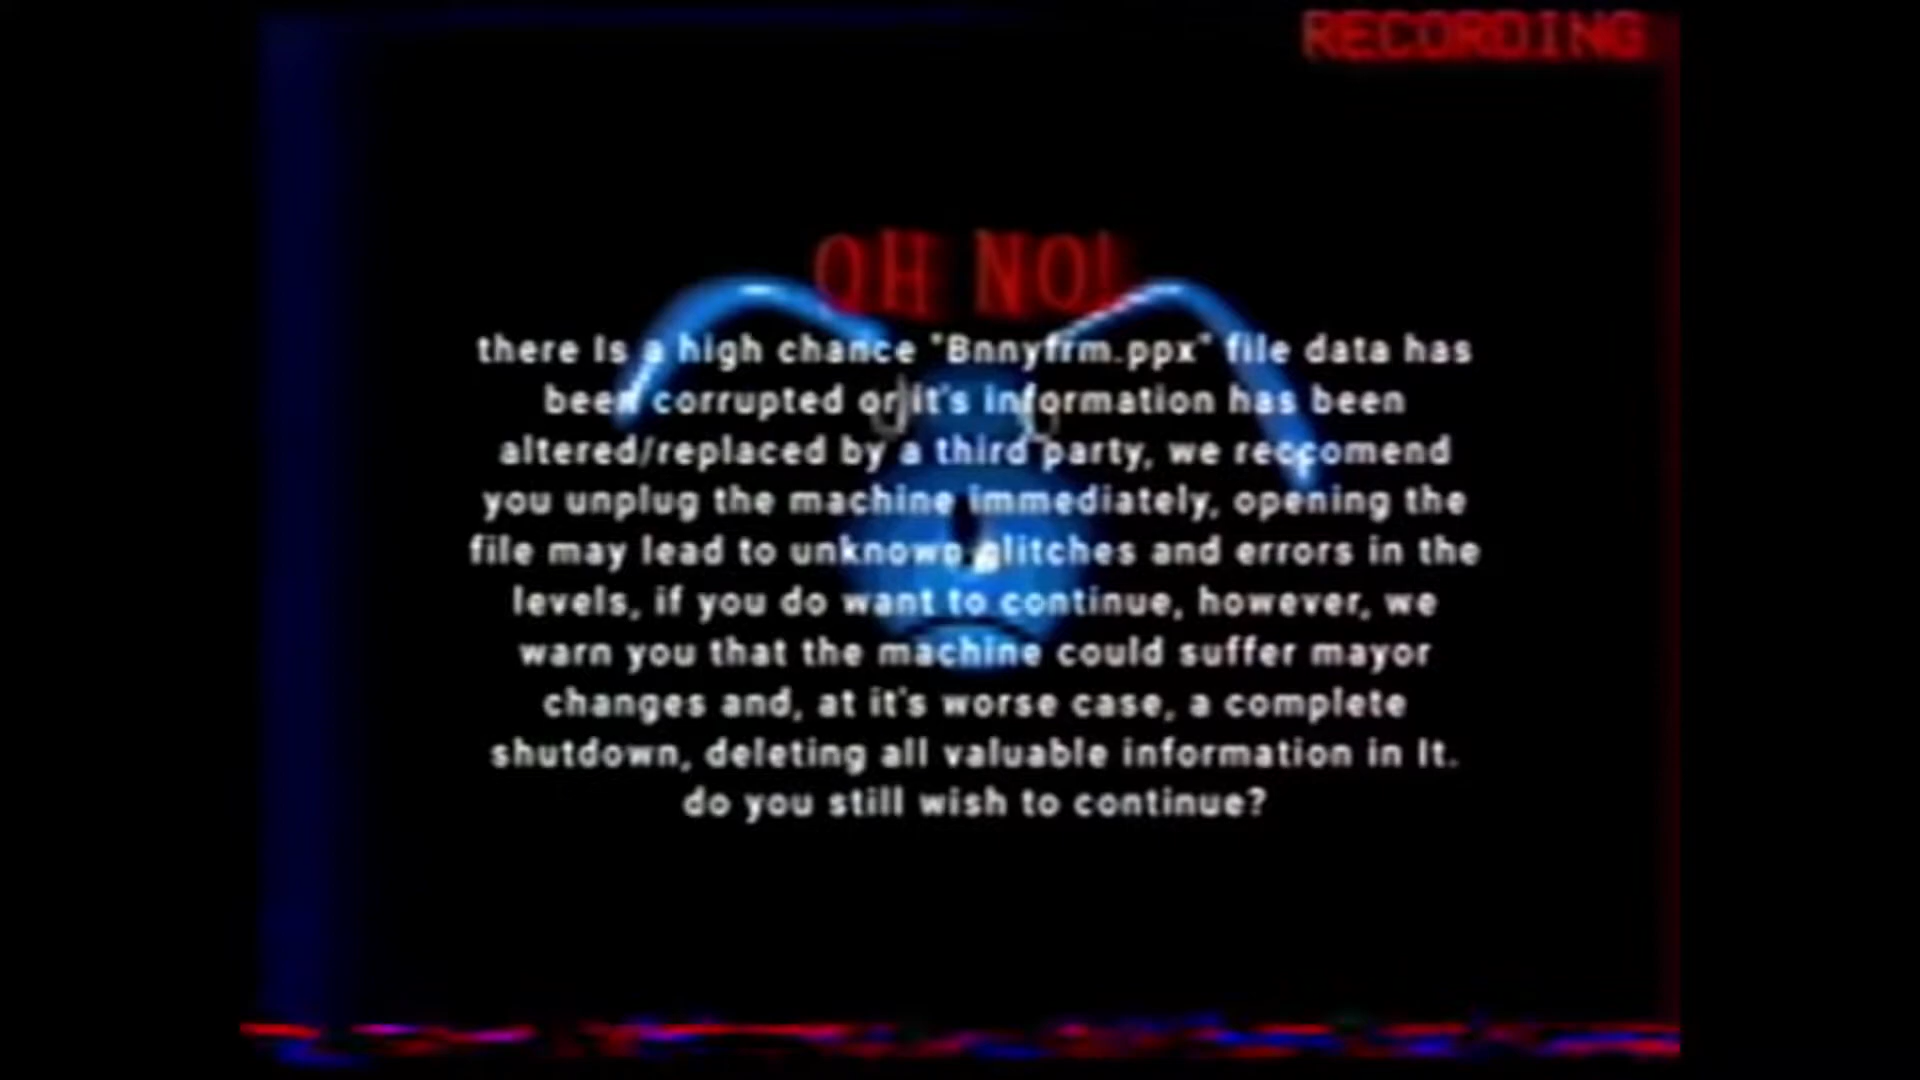 RECORDING
OH NO!
there Is a high chance "Bnnyfrm.ppx" file data has
been corrupted or it's information has been
altered/replaced by a third party, we reccomend
you unplug the machine immediately, opening the
file may lead to unknown glitches and errors in the
levels, if you do want to continue, however, we
warn you that the machine could suffer mayor
changes and, at it's worse case, a complete
shutdown, deleting all valuable information in It.
do you still wish to continue?